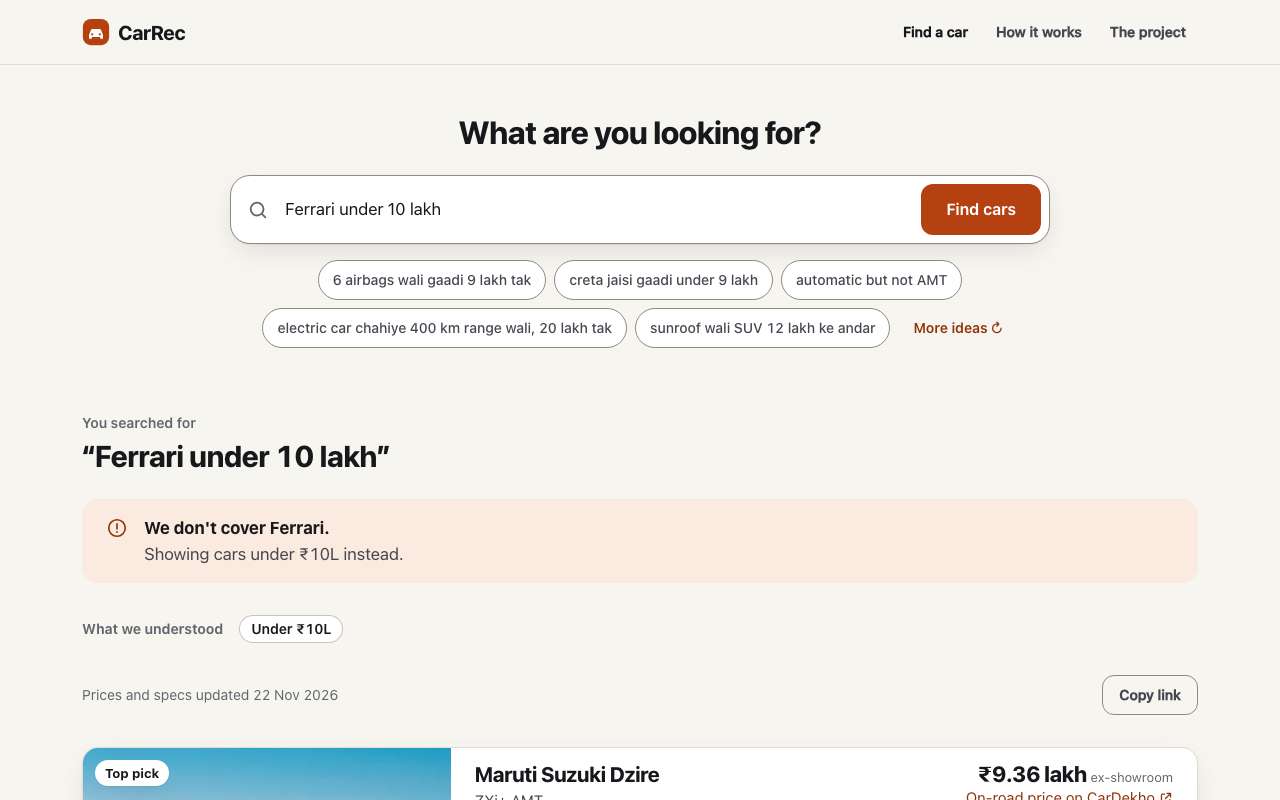 CarRec
Find a car
How it works
The project
What are you looking for?
Ferrari under 10 lakh
Find cars
6 airbags wali gaadi 9 lakh tak
creta jaisi gaadi under 9 lakh
automatic but not AMT
electric car chahiye 400 km range wali, 20 lakh tak
sunroof wali SUV 12 lakh ke andar
More ideas ↻
You searched for
“Ferrari under 10 lakh”
We don't cover Ferrari.
Showing cars under ₹10L instead.
What we understood
Under ₹10L
Prices and specs updated 22 Nov 2026
Copy link
Top pick
Maruti Suzuki Dzire
₹9.36 lakh ex-showroom
ZXi+ AMT
On-road price on CarDekho